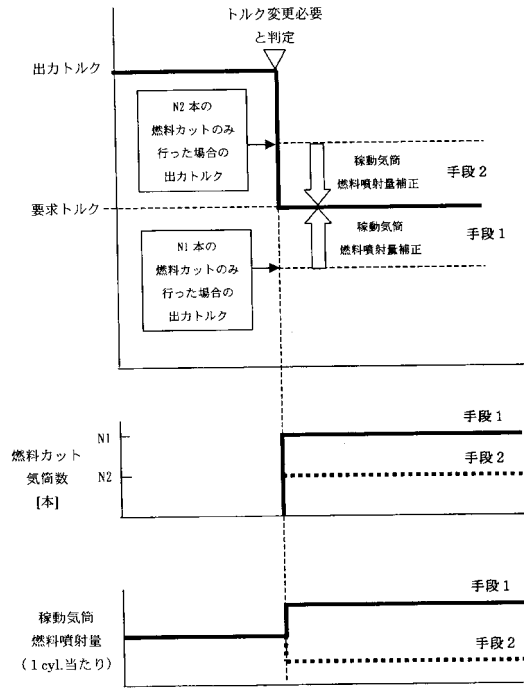 トルク変更必要
と判定
出力トルク
N2 本の
燃料カットのみ
行った場合の
出力トルク
稼動気筒
燃料噴射量補正
手段2
要求トルク
稼動気筒
燃料噴射量補正
手段1
N1 本の
燃料カットのみ
行った場合の
出力トルク
手段1
N1
燃料カット
気筒数
[本]
手段2
N2
手段1
稼動気筒
燃料噴射量
(1 cyl.当たり)
手段2